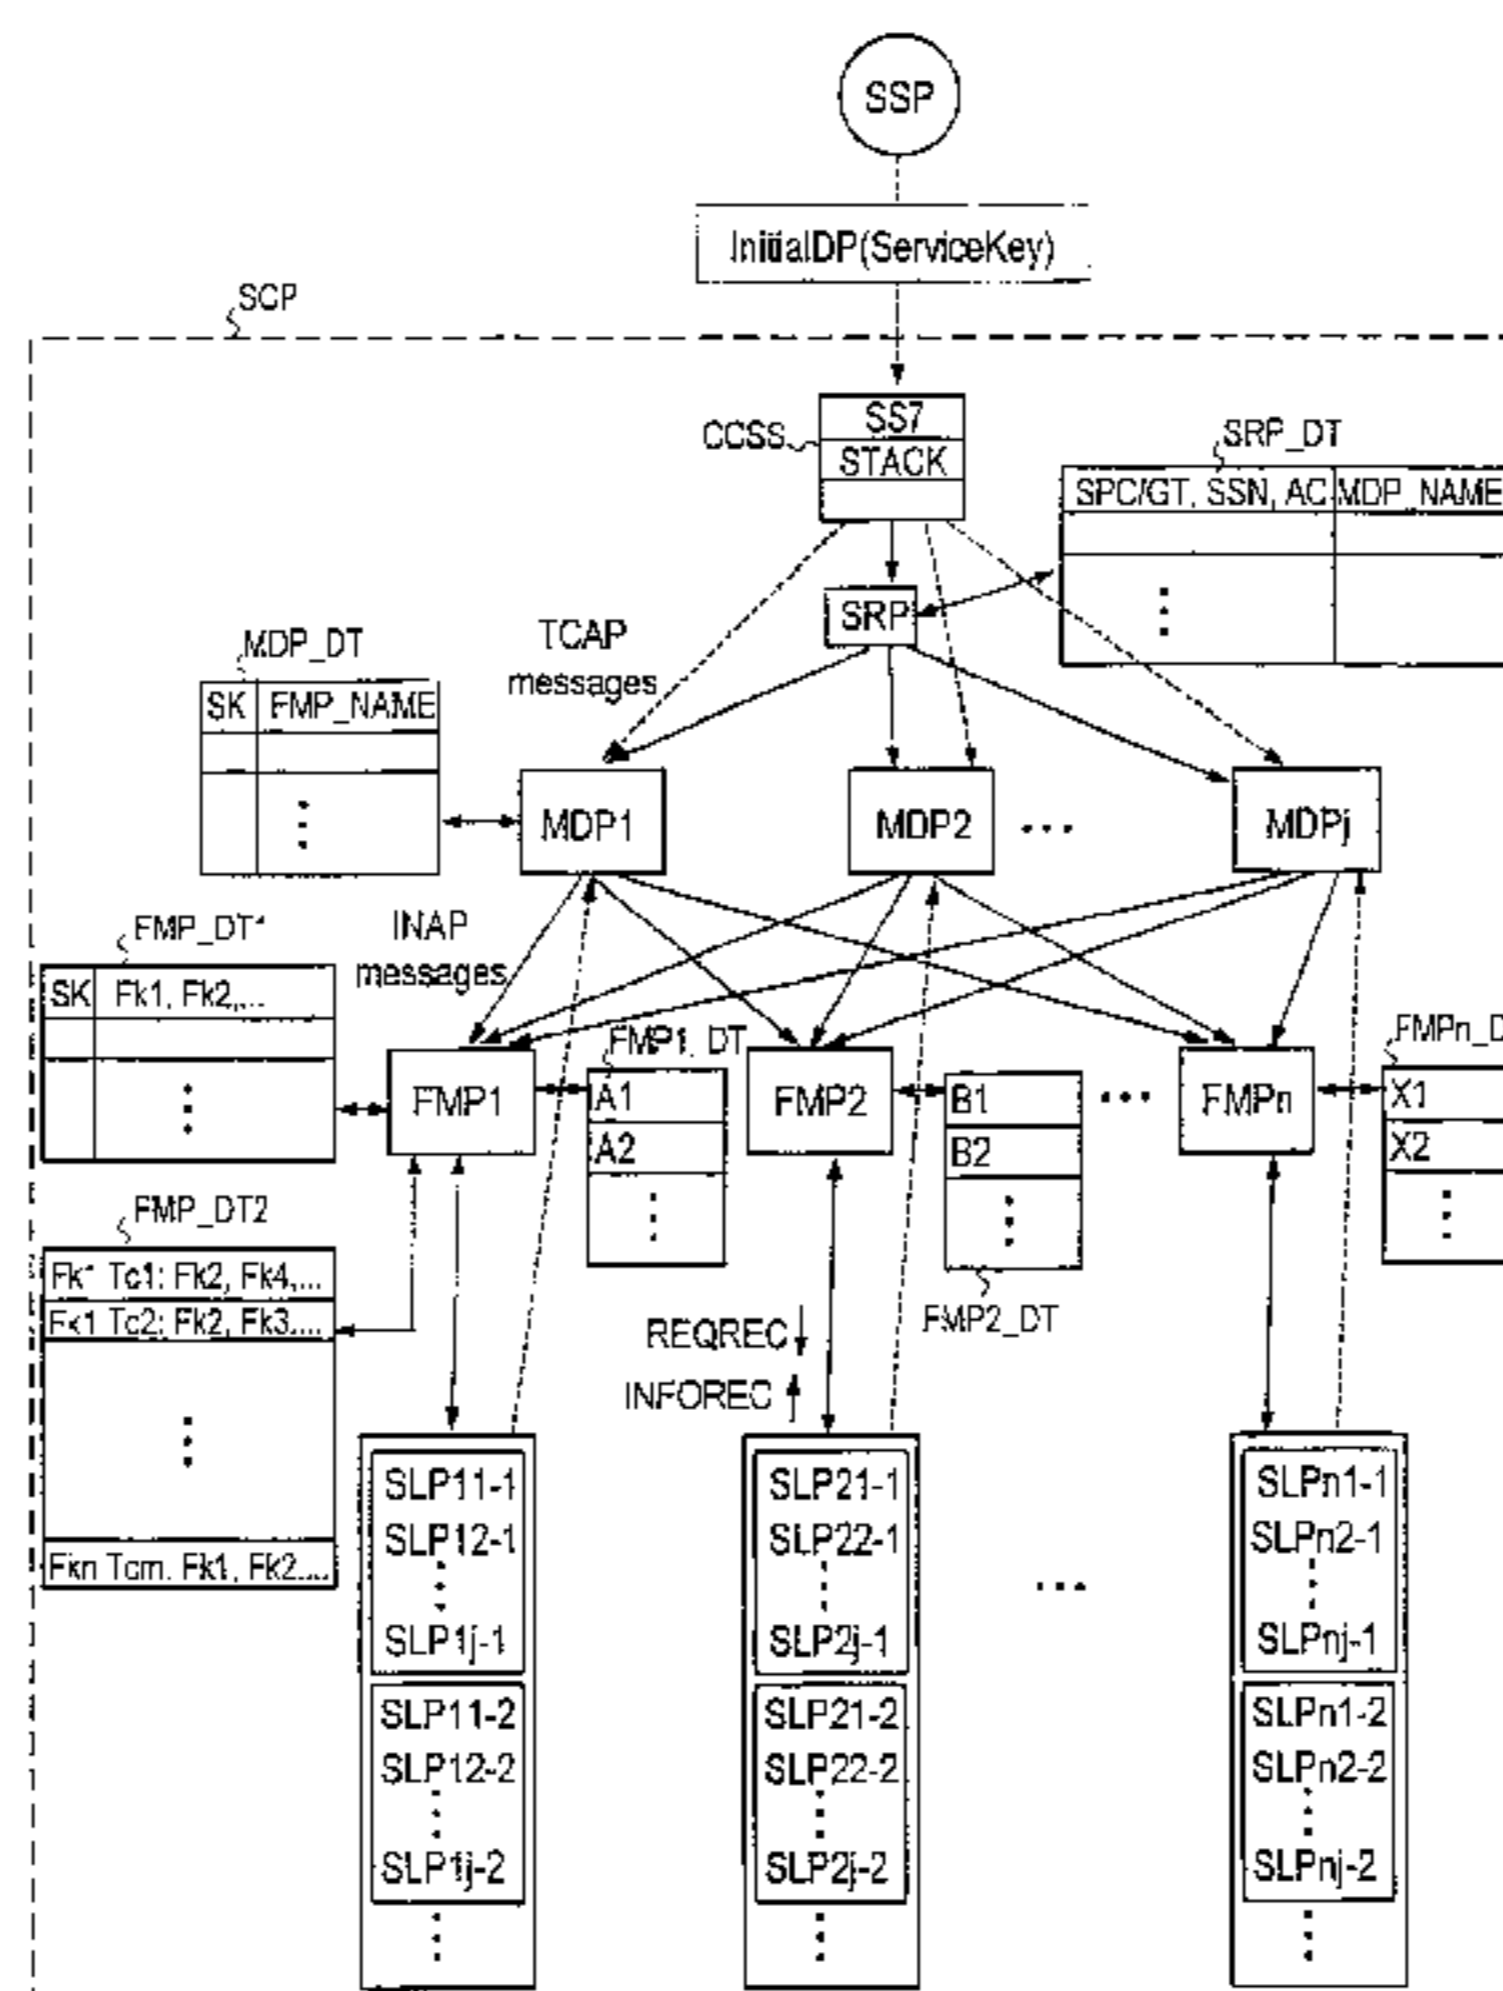 SSP
InitialDP(ServiceKey)
SCP
CCSS
SS7
STACK
SRP_DT
SPC/GT, SSN, AC MDP_NAME
SRP
TCAP
messages
MDP_DT
SK FMP_NAME
MDP1
MDP2
...
MDPj
INAP
messages
FMP_DT1
SK Fk1, Fk2,...
FMP1
FMP1_DT
A1
A2
FMP2
B1
B2
FMP2_DT
...
FMPn
FMPn_D
X1
X2
FMP_DT2
Fk1 Tc1: Fk2, Fk4,...
Fk1 Tc2: Fk2, Fk3....
Fkn Tcm. Fk1, Fk2....
REQREC
INFOREC
SLP11-1
SLP12-1
SLP1j-1
SLP11-2
SLP12-2
SLP1j-2
SLP21-1
SLP22-1
SLP2j-1
SLP21-2
SLP22-2
SLP2j-2
...
SLPn1-1
SLPn2-1
SLPnj-1
SLPn1-2
SLPn2-2
SLPnj-2